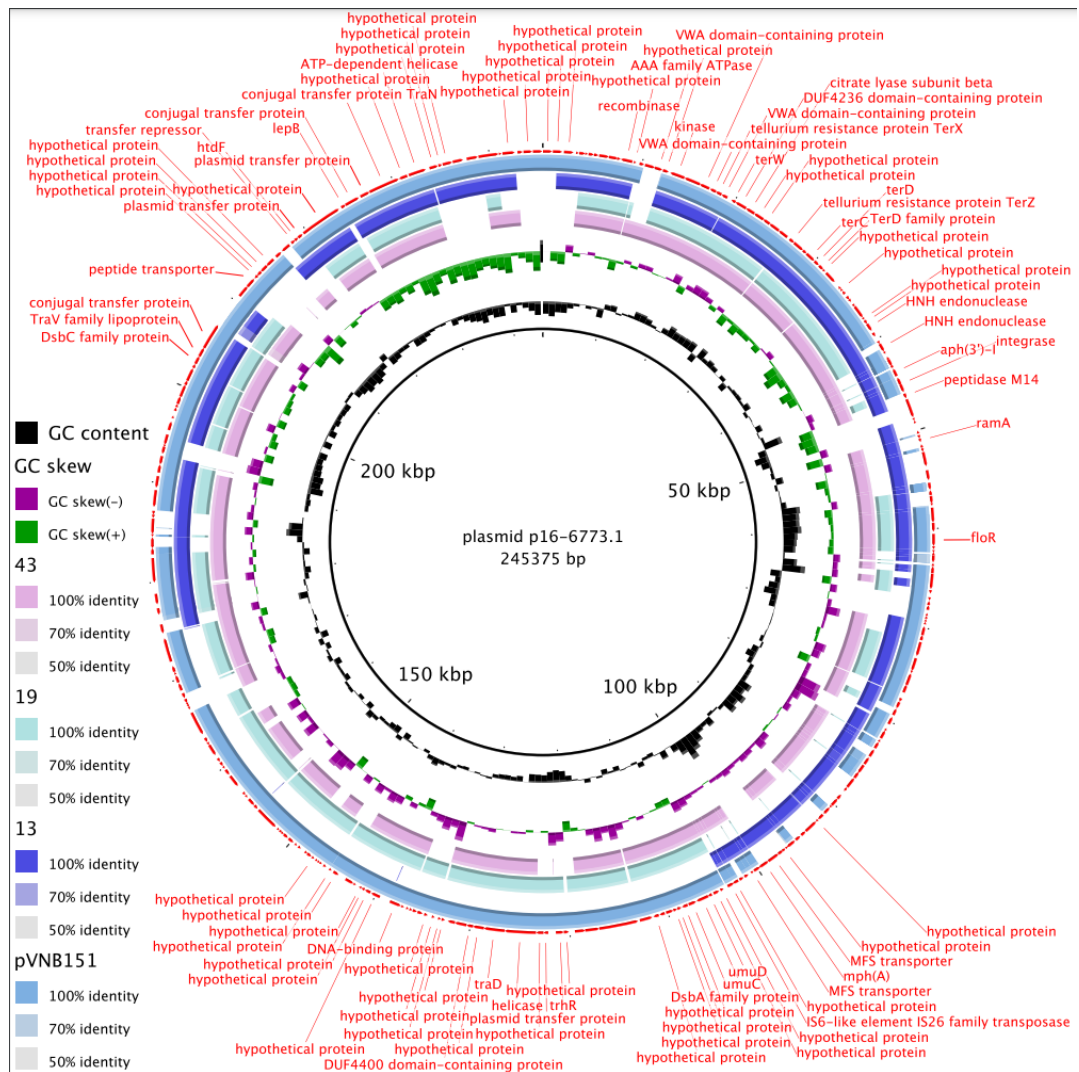 hypothetical protein
hypothetical protein
hypothetical protein
ATP-dependent helicase
hypothetical protein
conjugal transfer protein TraN
hypothetical protein
hypothetical protein
hypothetical protein
hypothetical protein
hypothetical protein
VWA domain-containing protein
hypothetical protein
AAA family ATPase
hypothetical protein
recombinase
kinase
VWA domain-containing protein
citrate lyase subunit beta
DUF4236 domain-containing protein
VWA domain-containing protein
tellurium resistance protein TerX
terW
hypothetical protein
hypothetical protein
terD
tellurium resistance protein TerZ
terC
TerD family protein
hypothetical protein
hypothetical protein
hypothetical protein
hypothetical protein
HNH endonuclease
HNH endonuclease
integrase
aph(3')-I
peptidase M14
ramA
floR
conjugal transfer protein
lepB
transfer repressor
htdF
hypothetical protein
plasmid transfer protein
hypothetical protein
hypothetical protein
hypothetical protein
plasmid transfer protein
peptide transporter
conjugal transfer protein
TraV family lipoprotein
DsbC family protein
GC content
GC skew
GC skew(-)
GC skew(+)
43
100% identity
70% identity
50% identity
19
100% identity
70% identity
50% identity
13
100% identity
70% identity
50% identity
pVNB151
100% identity
70% identity
50% identity
200 kbp
50 kbp
plasmid p16-6773.1
245375 bp
150 kbp
100 kbp
hypothetical protein
hypothetical protein
hypothetical protein
hypothetical protein
DNA-binding protein
hypothetical protein
hypothetical protein
hypothetical protein
traD
hypothetical protein
hypothetical protein
helicase
trhR
hypothetical protein
plasmid transfer protein
hypothetical protein
hypothetical protein
hypothetical protein
hypothetical protein
DUF4400 domain-containing protein
umuD
umuC
DsbA family protein
hypothetical protein
hypothetical protein
hypothetical protein
hypothetical protein
hypothetical protein
hypothetical protein
MFS transporter
mph(A)
MFS transporter
hypothetical protein
IS6-like element IS26 family transposase
hypothetical protein
hypothetical protein